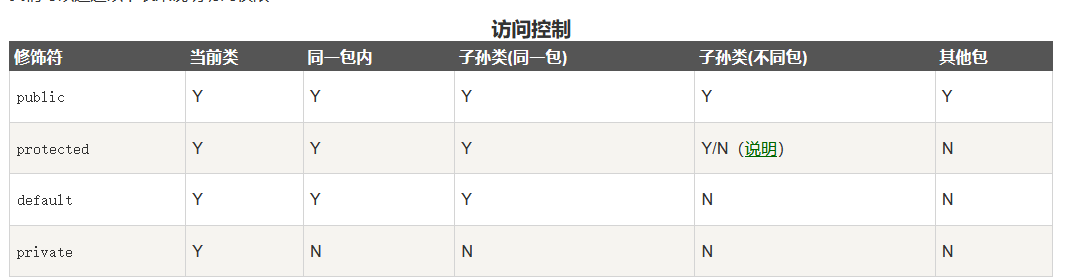 访问控制
修饰符 当前类 同一包内 子孙类(同一包) 子孙类(不同包) 其他包
public Y Y Y Y Y
protected Y Y Y Y/N（说明） N
default Y Y Y N N
private Y N N N N